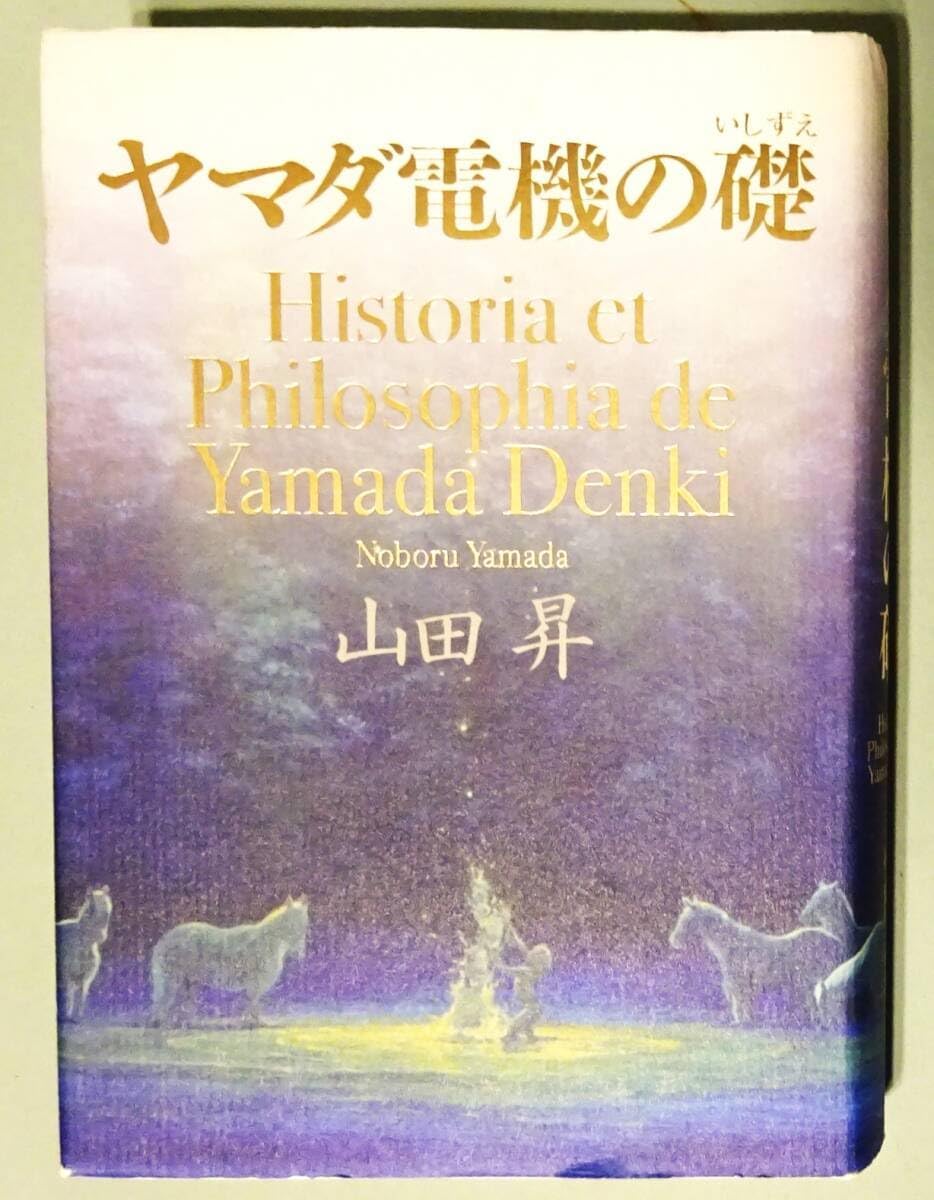 いしずえ
ヤマダ電機の礎
Historia et
Philosophia de
Yamada Denki
Noboru Yamada
山田 昇